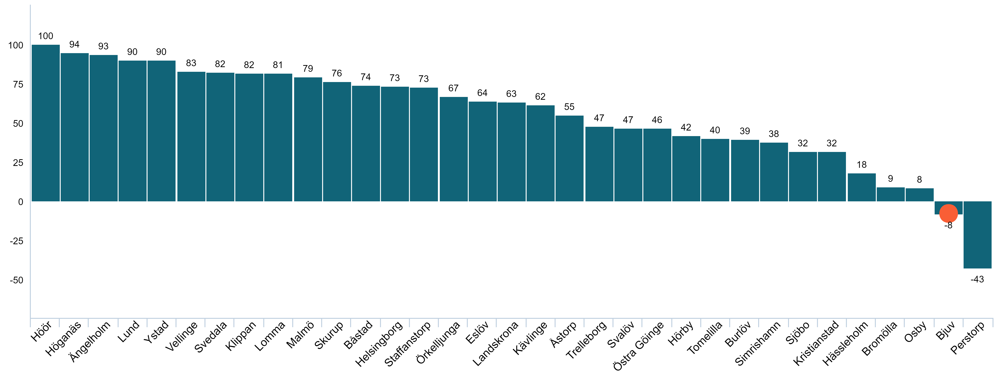 100
94
93
90
90
83
82
82
81
79
76
74
73
73
67
64
63
62
55
47
47
46
42
40
39
38
32
32
18
9
8
-8
-43
100
75
50
25
0
-25
-50
Höör
Höganäs
Ängelholm
Lund
Ystad
Vellinge
Svedala
Klippan
Lomma
Malmö
Skurup
Båstad
Helsingborg
Staffanstorp
Örkelljunga
Eslöv
Landskrona
Kävlinge
Åstorp
Trelleborg
Svalöv
Östra Göinge
Hörby
Tomelilla
Burlöv
Simrishamn
Sjöbo
Kristianstad
Hässleholm
Bromölla
Osby
Bjuv
Perstorp